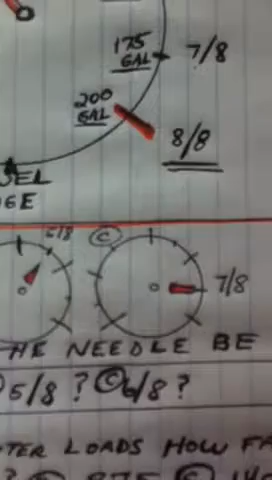 175
GAL 7/8
200
GAL
8/8
UEL
GE
C
7/8
HE NEEDLE BE
5/8 ? C 6/8 ?
TER LOADS HOW FA